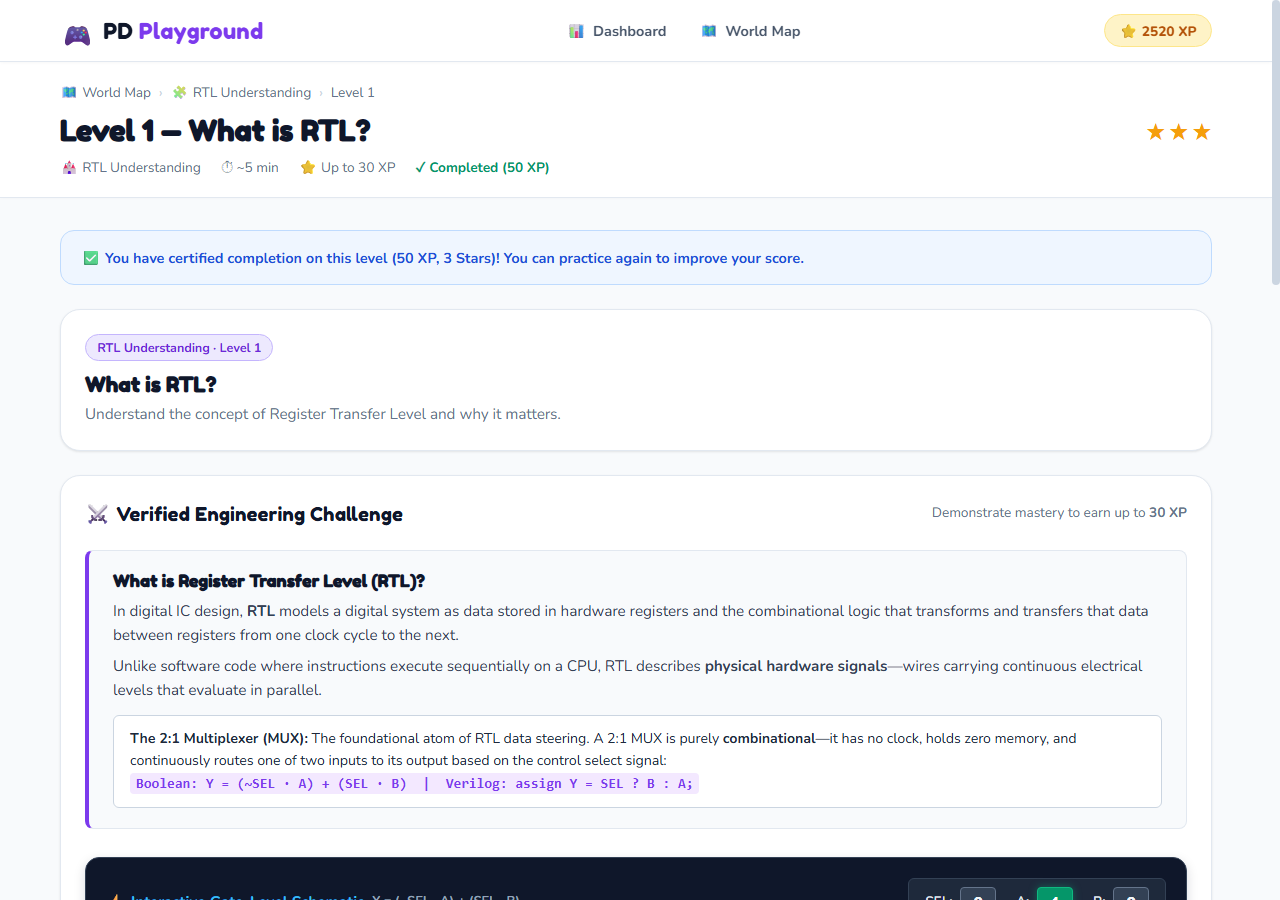 PD Playground
Dashboard
World Map
2520 XP
World Map › RTL Understanding › Level 1
Level 1 — What is RTL?
★ ★ ★
RTL Understanding
~5 min
Up to 30 XP
✓ Completed (50 XP)
You have certified completion on this level (50 XP, 3 Stars)! You can practice again to improve your score.
RTL Understanding · Level 1
What is RTL?
Understand the concept of Register Transfer Level and why it matters.
Verified Engineering Challenge
Demonstrate mastery to earn up to 30 XP
What is Register Transfer Level (RTL)?
In digital IC design, RTL models a digital system as data stored in hardware registers and the combinational logic that transforms and transfers that data
between registers from one clock cycle to the next.
Unlike software code where instructions execute sequentially on a CPU, RTL describes physical hardware signals—wires carrying continuous electrical
levels that evaluate in parallel.
The 2:1 Multiplexer (MUX): The foundational atom of RTL data steering. A 2:1 MUX is purely combinational—it has no clock, holds zero memory, and
continuously routes one of two inputs to its output based on the control select signal:
Boolean: Y = (~SEL · A) + (SEL · B) | Verilog: assign Y = SEL ? B : A;
Interactive Gate-Level Schematic